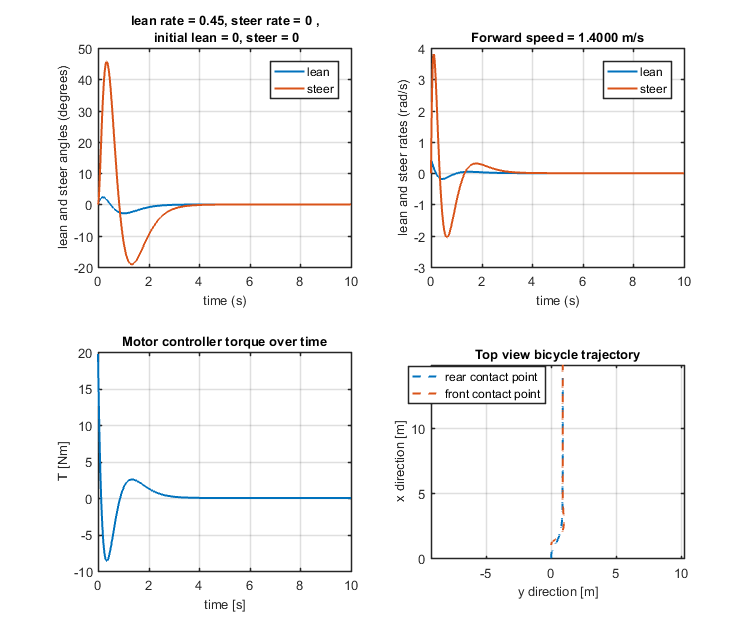 lean rate = 0.45, steer rate = 0 ,
initial lean = 0, steer = 0
lean and steer angles (degrees)
50
40
30
20
10
0
-10
-20
lean
steer
0 2 4 6 8 10
time (s)
Forward speed = 1.4000 m/s
lean and steer rates (rad/s)
4
3
2
1
0
-1
-2
-3
lean
steer
0 2 4 6 8 10
time (s)
Motor controller torque over time
T [Nm]
20
15
10
5
0
-5
-10
0 2 4 6 8 10
time [s]
Top view bicycle trajectory
rear contact point
front contact point
x direction [m]
10
5
0
-5 0 5 10
y direction [m]